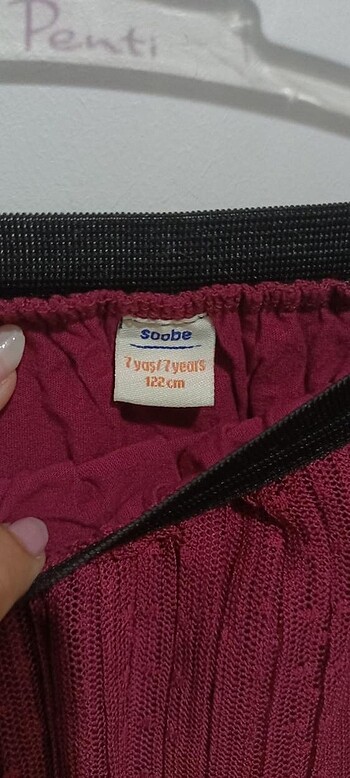 Penti
soobe
7 yaş/7 years
122 cm